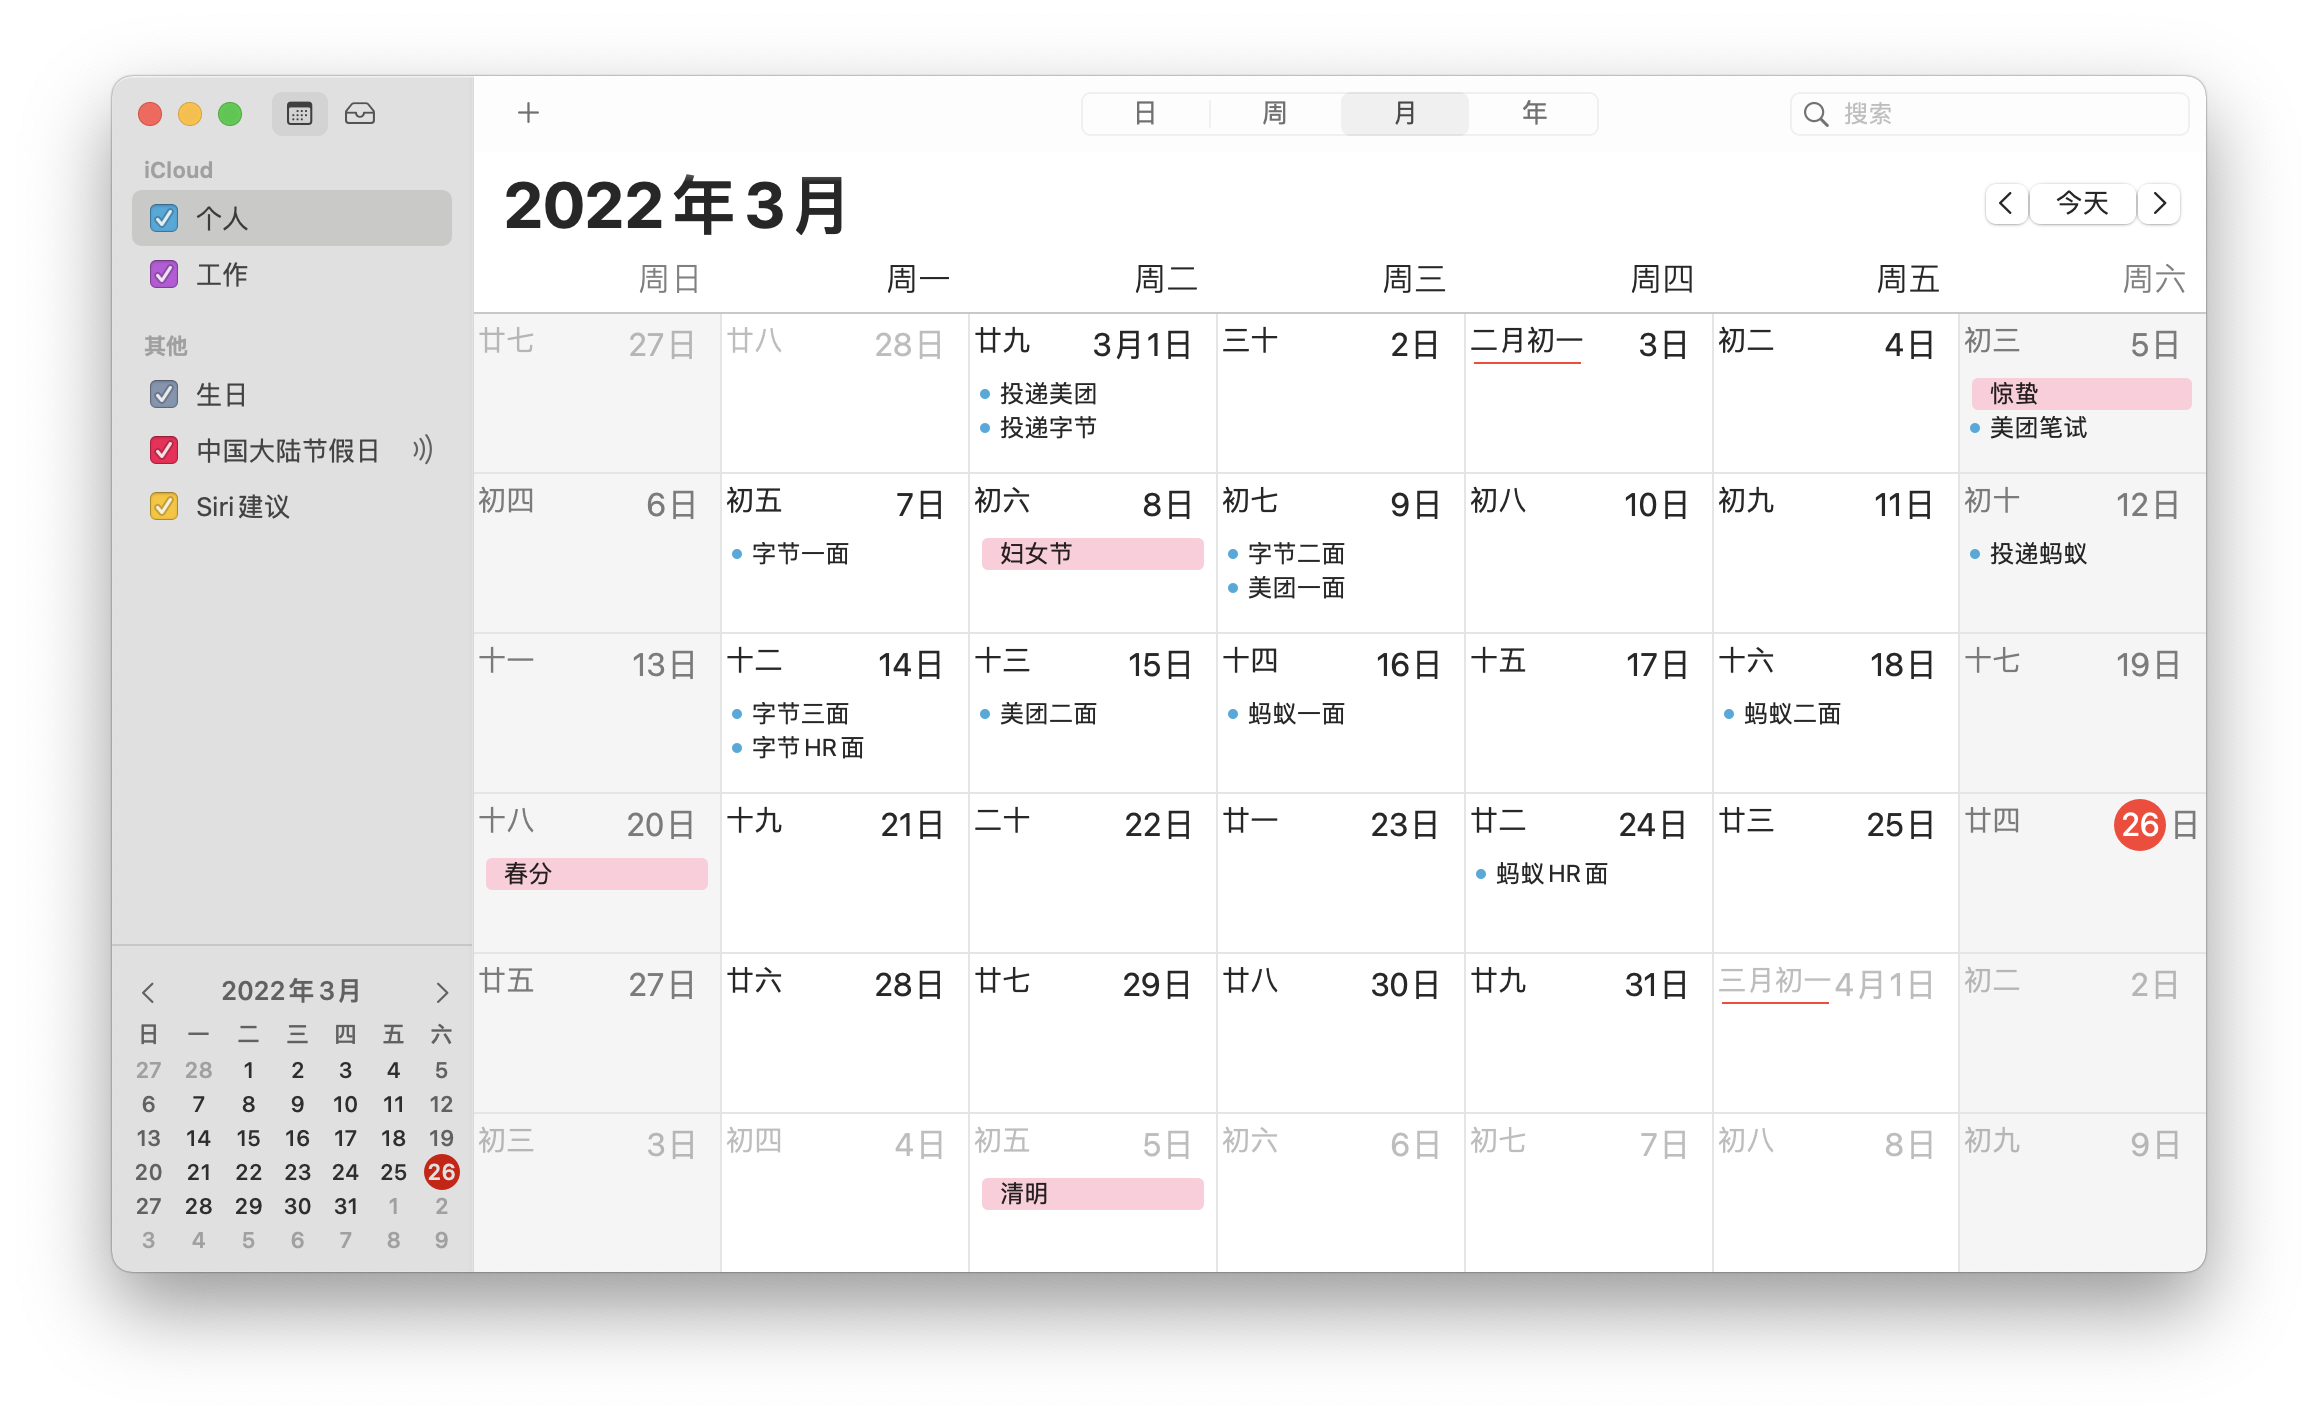 iCloud
个人
工作
其他
生日
中国大陆节假日
Siri建议
2022年3月
日 一 二 三 四 五 六
27 28 1 2 3 4 5
6 7 8 9 10 11 12
13 14 15 16 17 18 19
20 21 22 23 24 25 26
27 28 29 30 31 1 2
3 4 5 6 7 8 9
日 周 月 年
搜索
2022年3月
今天
周日 周一 周二 周三 周四 周五 周六
廿七 27日 廿八 28日 廿九 3月1日 三十 2日 二月初一 3日 初二 4日 初三 5日
投递美团 惊蛰
投递字节 美团笔试
初四 6日 初五 7日 初六 8日 初七 9日 初八 10日 初九 11日 初十 12日
字节一面 妇女节 字节二面 投递蚂蚁
美团一面
十一 13日 十二 14日 十三 15日 十四 16日 十五 17日 十六 18日 十七 19日
字节三面 美团二面 蚂蚁一面 蚂蚁二面
字节HR面
十八 20日 十九 21日 二十 22日 廿一 23日 廿二 24日 廿三 25日 廿四 26日
春分 蚂蚁HR面
廿五 27日 廿六 28日 廿七 29日 廿八 30日 廿九 31日 三月初一 4月1日 初二 2日
初三 3日 初四 4日 初五 5日 初六 6日 初七 7日 初八 8日 初九 9日
清明